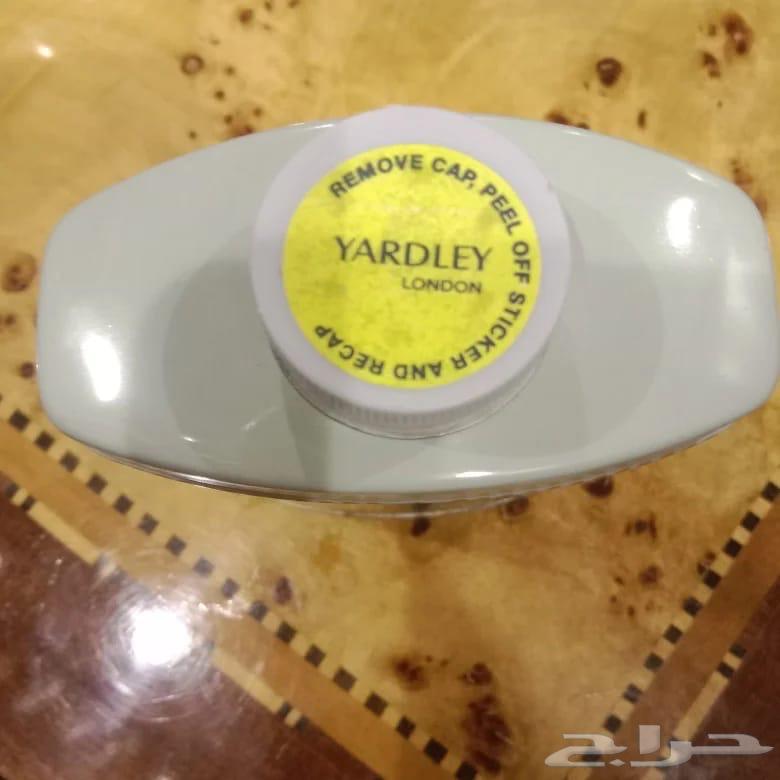 REMOVE CAP, PEEL OFF STICKER AND RECAP
YARDLEY
LONDON
حراج